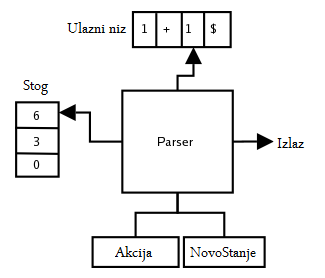 Ulazni niz
1 + 1 $
Stog
6
3
0
Parser
Izlaz
Akcija
NovoStanje